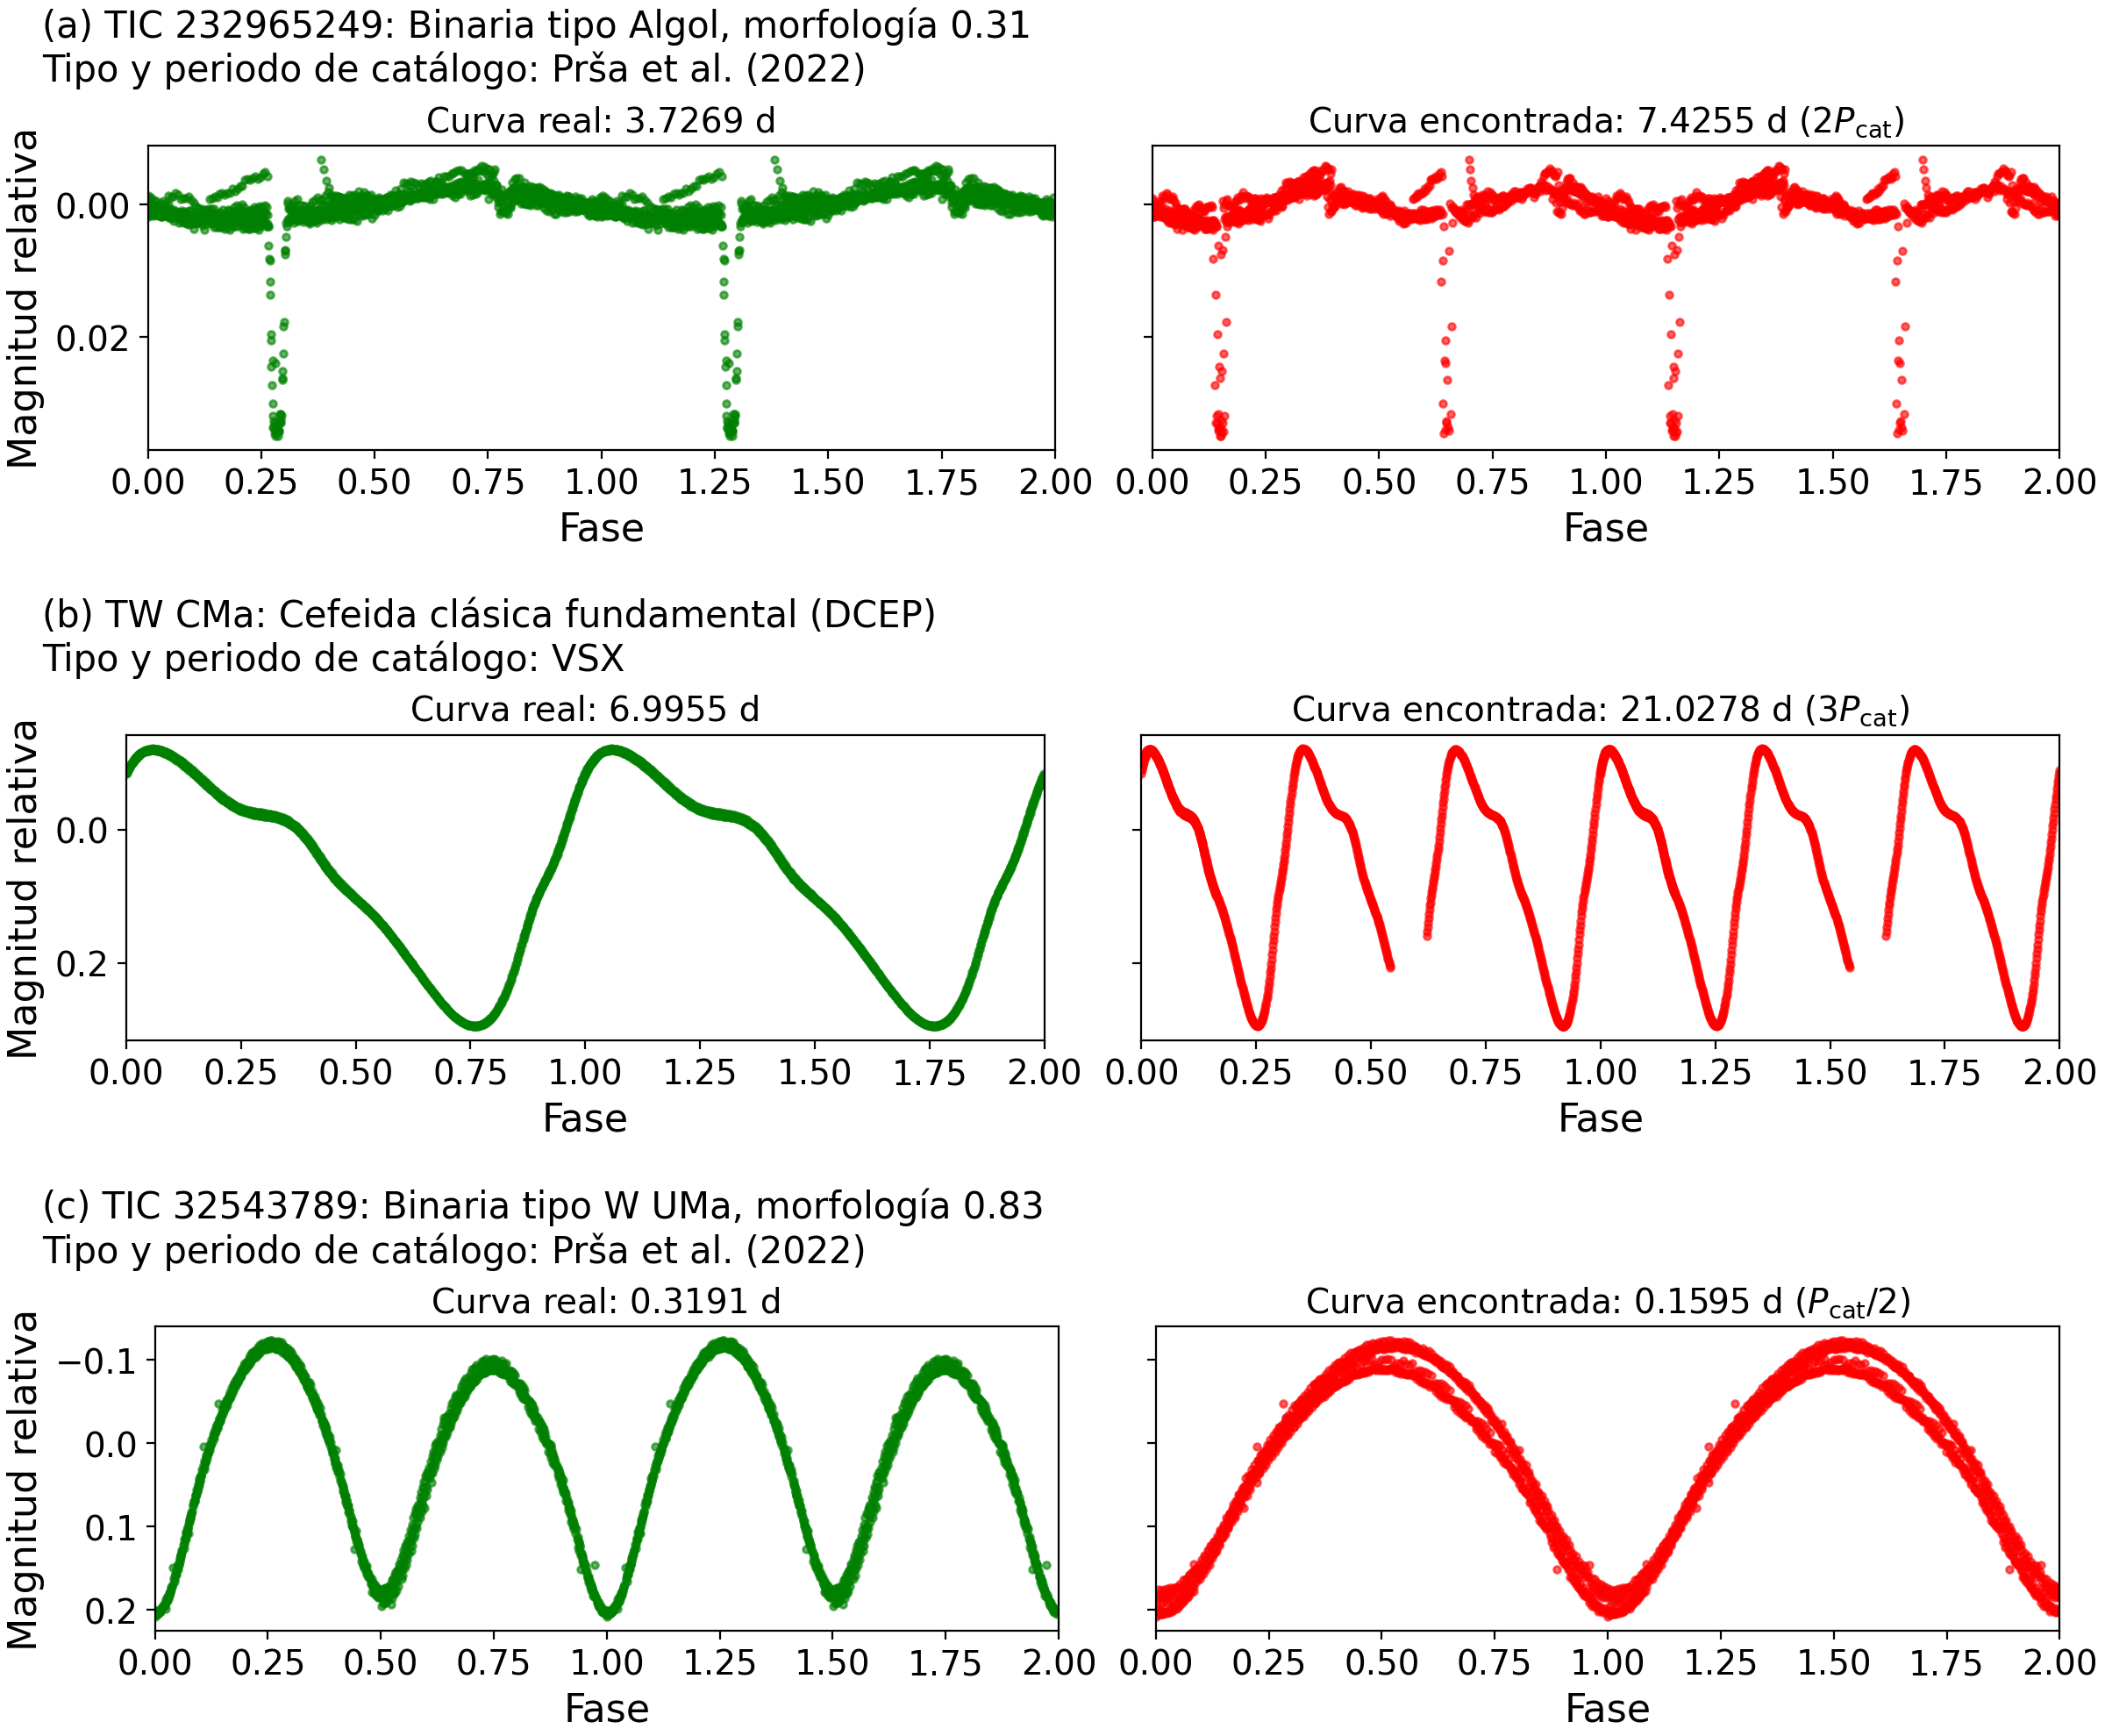 (a) TIC 232965249: Binaria tipo Algol, morfología 0.31
Tipo y periodo de catálogo: Prša et al. (2022)
Curva real: 3.7269 d
Curva encontrada: 7.4255 d (2Pcat)
Magnitud relativa
0.00
0.02
0.00 0.25 0.50 0.75 1.00 1.25 1.50 1.75 2.00
0.00 0.25 0.50 0.75 1.00 1.25 1.50 1.75 2.00
Fase
Fase
(b) TW CMa: Cefeida clásica fundamental (DCEP)
Tipo y periodo de catálogo: VSX
Curva real: 6.9955 d
Curva encontrada: 21.0278 d (3Pcat)
Magnitud relativa
0.0
0.2
0.00 0.25 0.50 0.75 1.00 1.25 1.50 1.75 2.00
0.00 0.25 0.50 0.75 1.00 1.25 1.50 1.75 2.00
Fase
Fase
(c) TIC 32543789: Binaria tipo W UMa, morfología 0.83
Tipo y periodo de catálogo: Prša et al. (2022)
Curva real: 0.3191 d
Curva encontrada: 0.1595 d (Pcat/2)
Magnitud relativa
−0.1
0.0
0.1
0.2
0.00 0.25 0.50 0.75 1.00 1.25 1.50 1.75 2.00
0.00 0.25 0.50 0.75 1.00 1.25 1.50 1.75 2.00
Fase
Fase